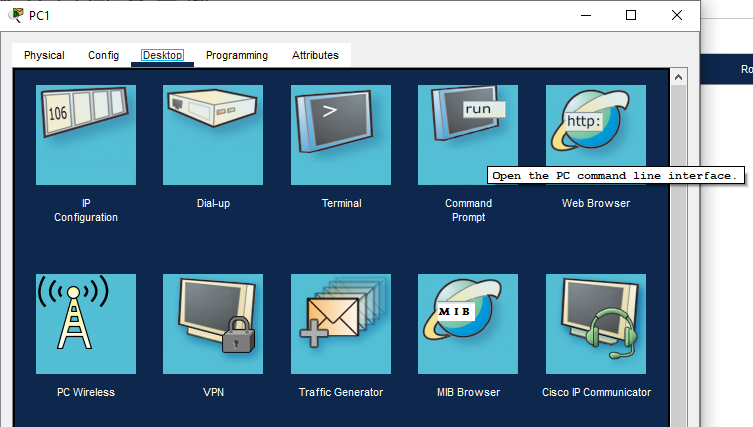 PC1
Physical Config Desktop Programming Attributes
106
>
run
http:
Open the PC command line interface.
IP
Configuration
Dial-up
Terminal
Command
Prompt
Web Browser
MIB
PC Wireless
VPN
Traffic Generator
MIB Browser
Cisco IP Communicator
Ro